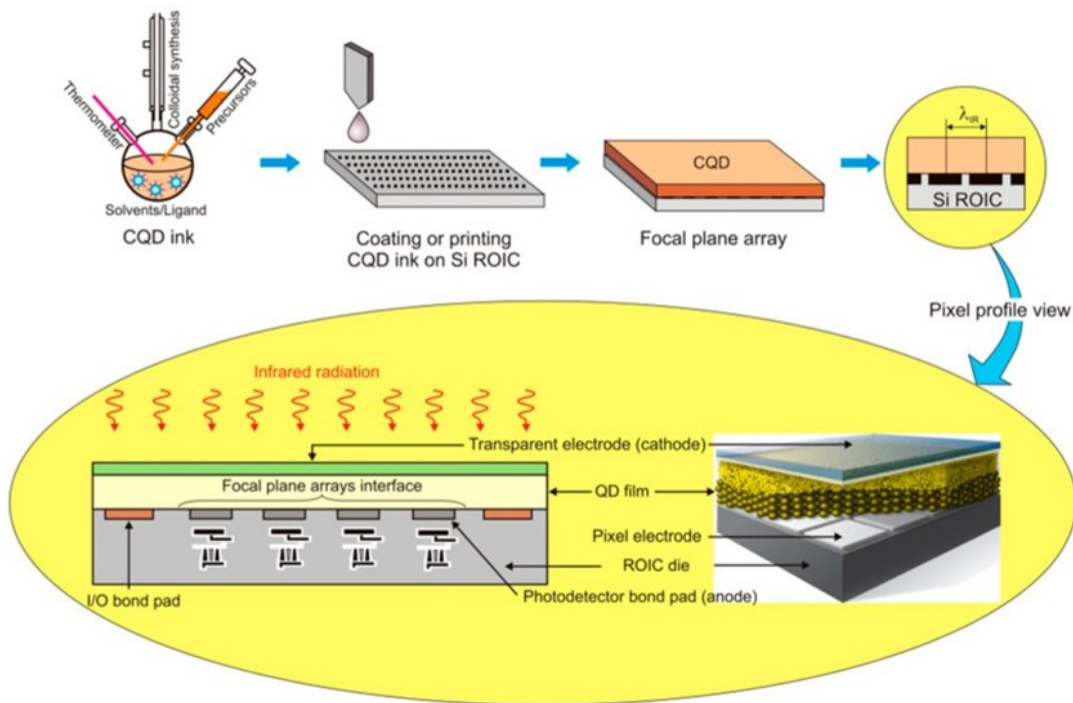 Thermometer
Colloidal synthesis
Precursors
Solvents/Ligand
CQD ink
Coating or printing
CQD ink on Si ROIC
CQD
Focal plane array
λIR
Si ROIC
Pixel profile view
Infrared radiation
Transparent electrode (cathode)
Focal plane arrays interface
QD film
Pixel electrode
ROIC die
I/O bond pad
Photodetector bond pad (anode)